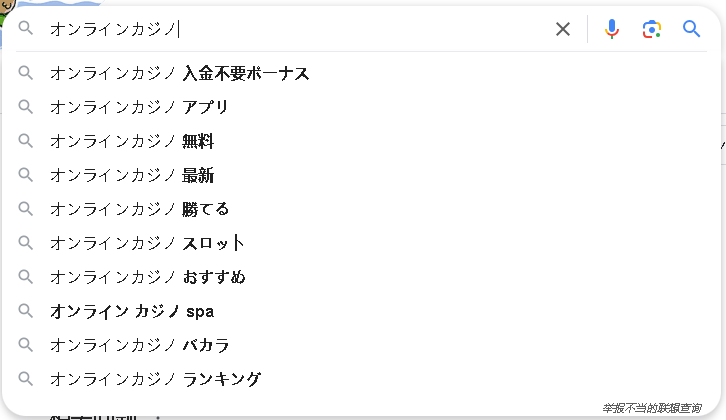 オンラインカジノ
オンラインカジノ 入金不要ボーナス
オンラインカジノ アプリ
オンラインカジノ 無料
オンラインカジノ 最新
オンラインカジノ 勝てる
オンラインカジノ スロット
オンラインカジノ おすすめ
オンライン カジノ spa
オンラインカジノ バカラ
オンラインカジノ ランキング
举报不当的联想查询